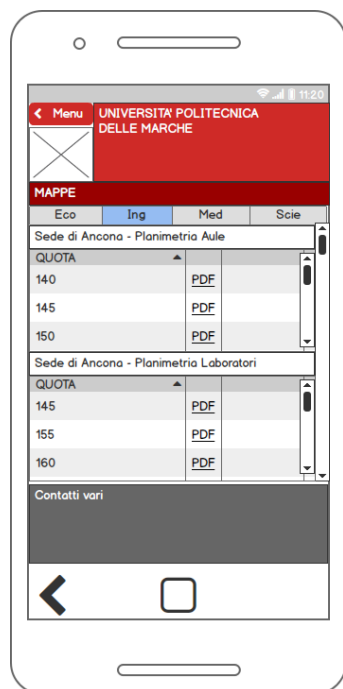 11:20
Menu
UNIVERSITA' POLITECNICA
DELLE MARCHE
MAPPE
Eco Ing Med Scie
Sede di Ancona - Planimetria Aule
QUOTA
140 PDF
145 PDF
150 PDF
Sede di Ancona - Planimetria Laboratori
QUOTA
145 PDF
155 PDF
160 PDF
Contatti vari